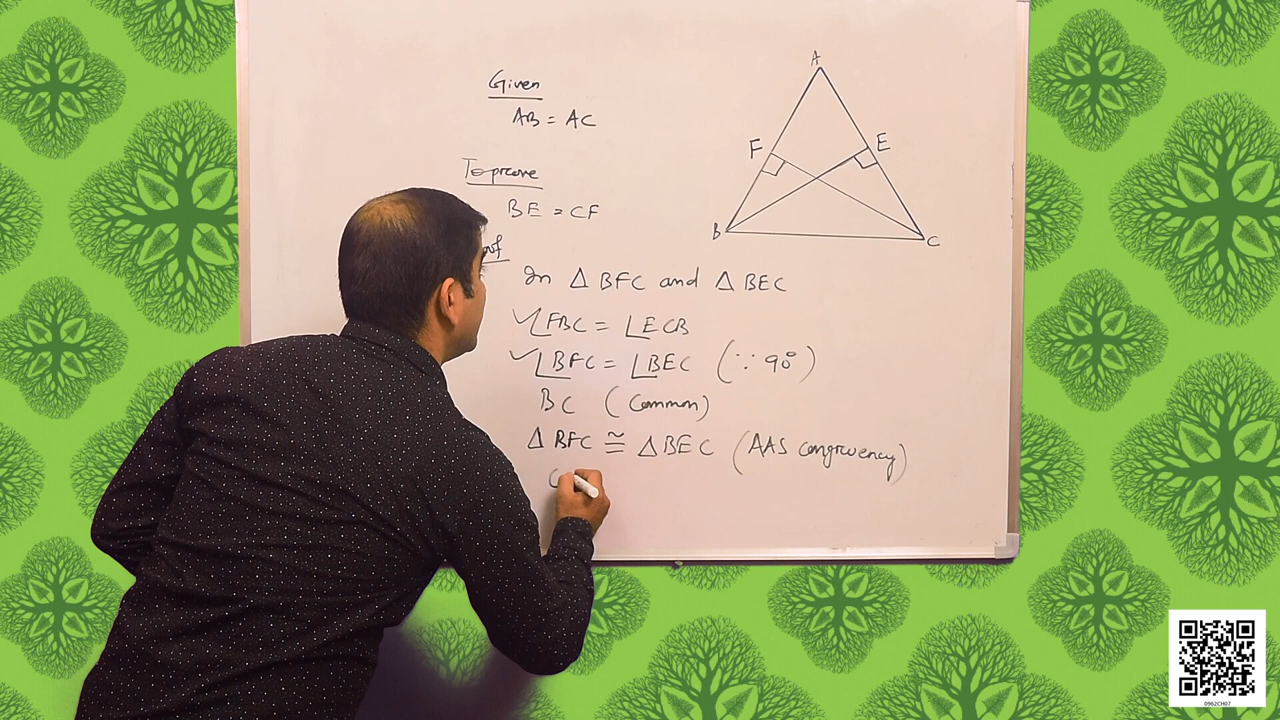 Given
AB = AC
To prove
BE = CF
A
F
E
B
C
In Δ BFC and Δ BEC
✓∠FBC = ∠ECB
✓∠BFC = ∠BEC (∵ 90°)
BC (Common)
Δ BFC ≅ Δ BEC (AAS congruency)
C
0962CH07